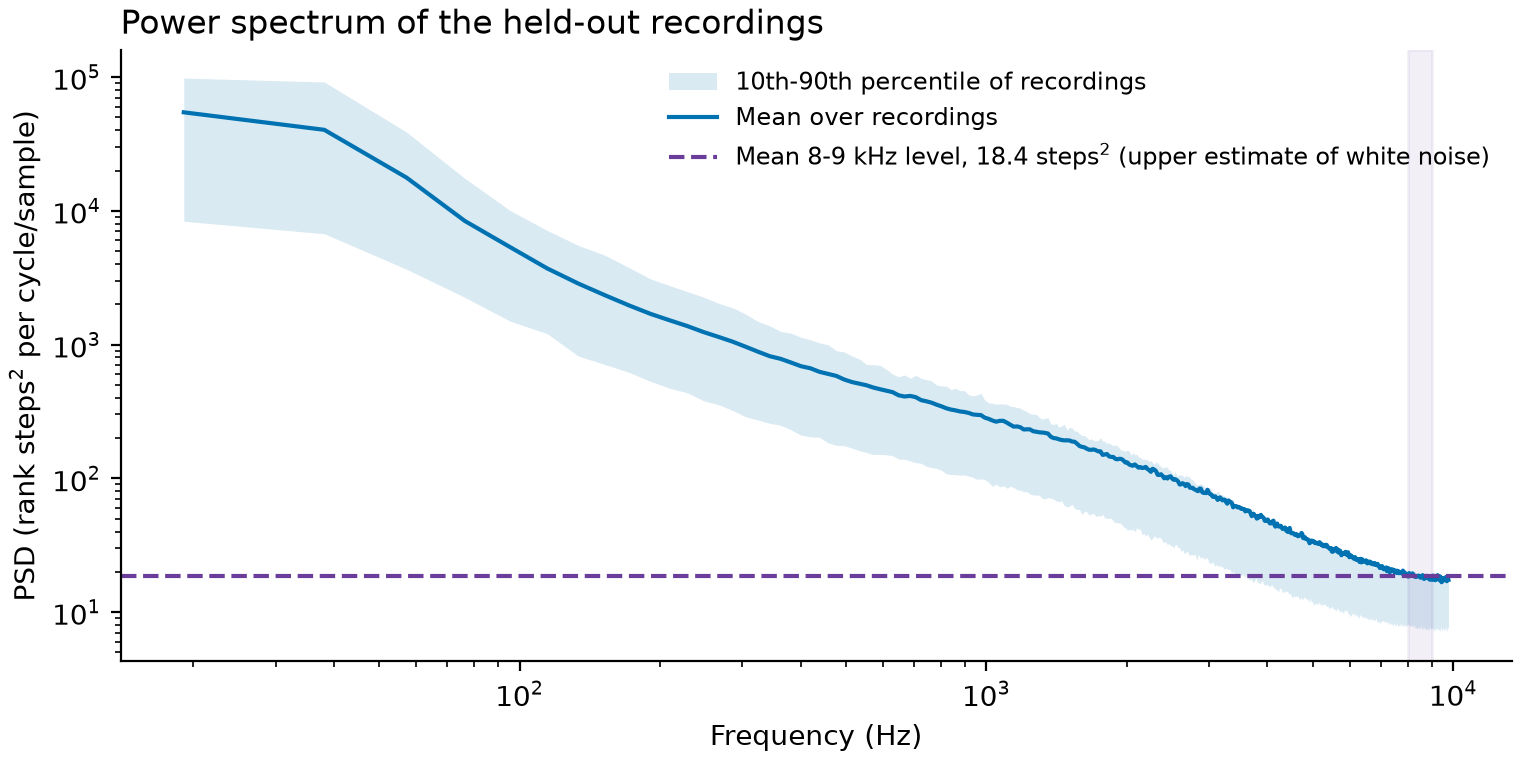 Power spectrum of the held-out recordings
10th-90th percentile of recordings
Mean over recordings
Mean 8-9 kHz level, 18.4 steps² (upper estimate of white noise)
PSD (rank steps² per cycle/sample)
10⁵
10⁴
10³
10²
10¹
10²
10³
10⁴
Frequency (Hz)